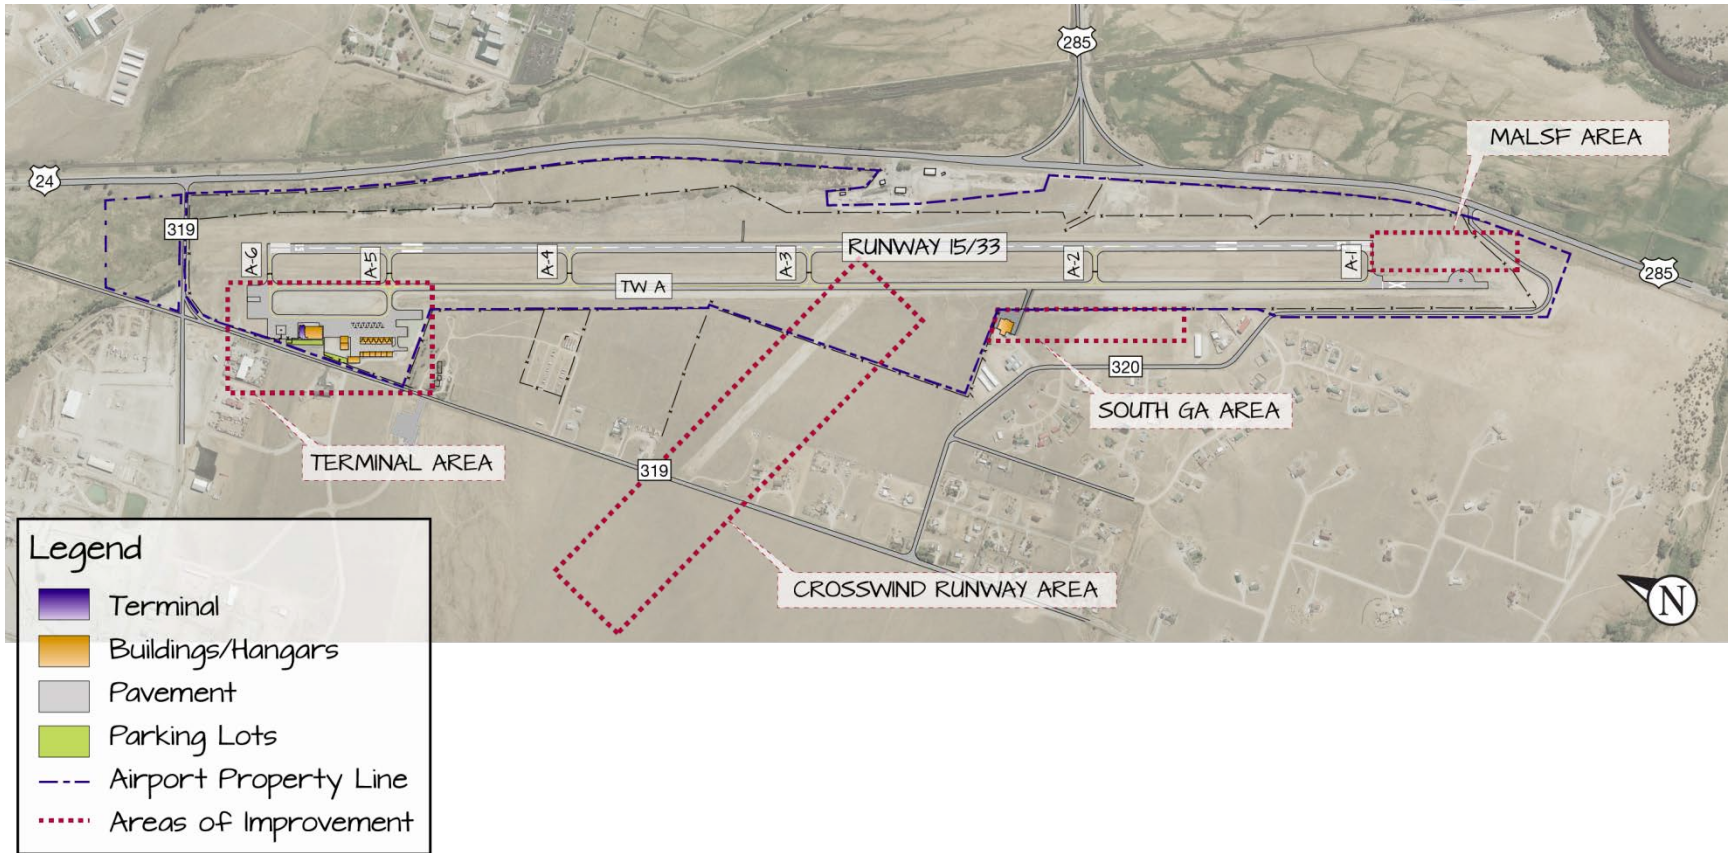 285
MALSF AREA
24
319
RUNWAY 15/33
A-6
A-5
A-4
A-3
A-2
A-1
285
TW A
320
SOUTH GA AREA
TERMINAL AREA
319
CROSSWIND RUNWAY AREA
N
Legend
Terminal
Buildings/Hangars
Pavement
Parking Lots
Airport Property Line
Areas of Improvement